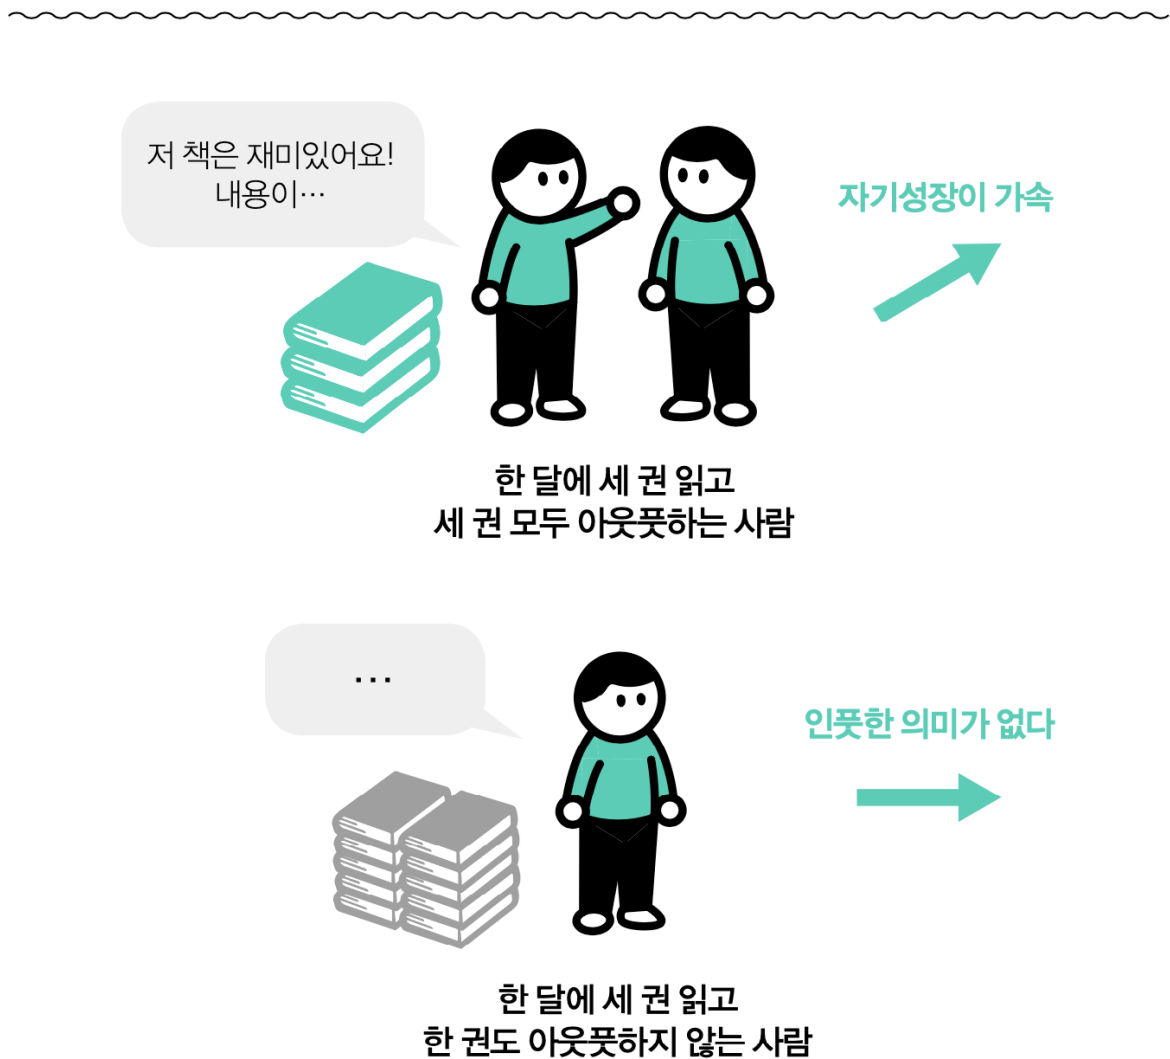 저 책은 재미있어요!
내용이…
자기성장이 가속
한 달에 세 권 읽고
세 권 모두 아웃풋하는 사람
…
인풋한 의미가 없다
한 달에 세 권 읽고
한 권도 아웃풋하지 않는 사람